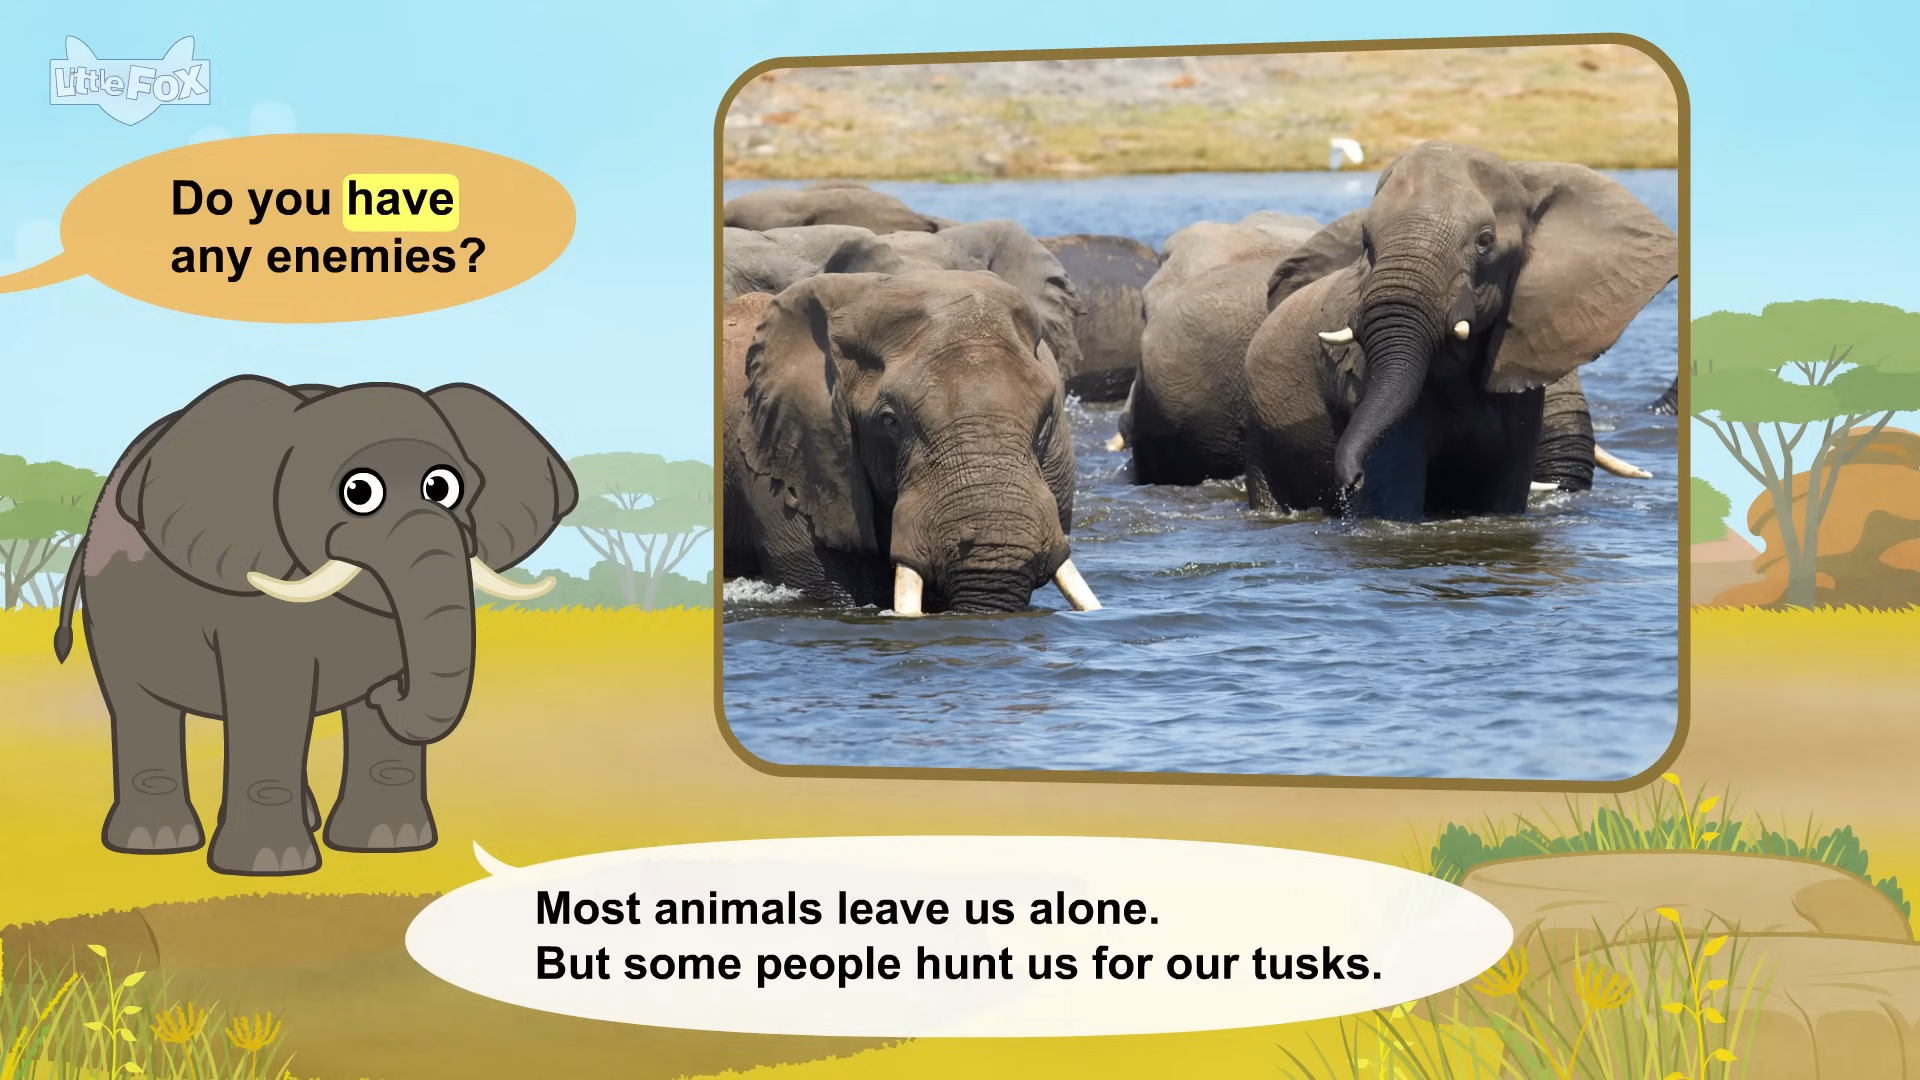 Little Fox
Do you have
any enemies?
Most animals leave us alone.
But some people hunt us for our tusks.